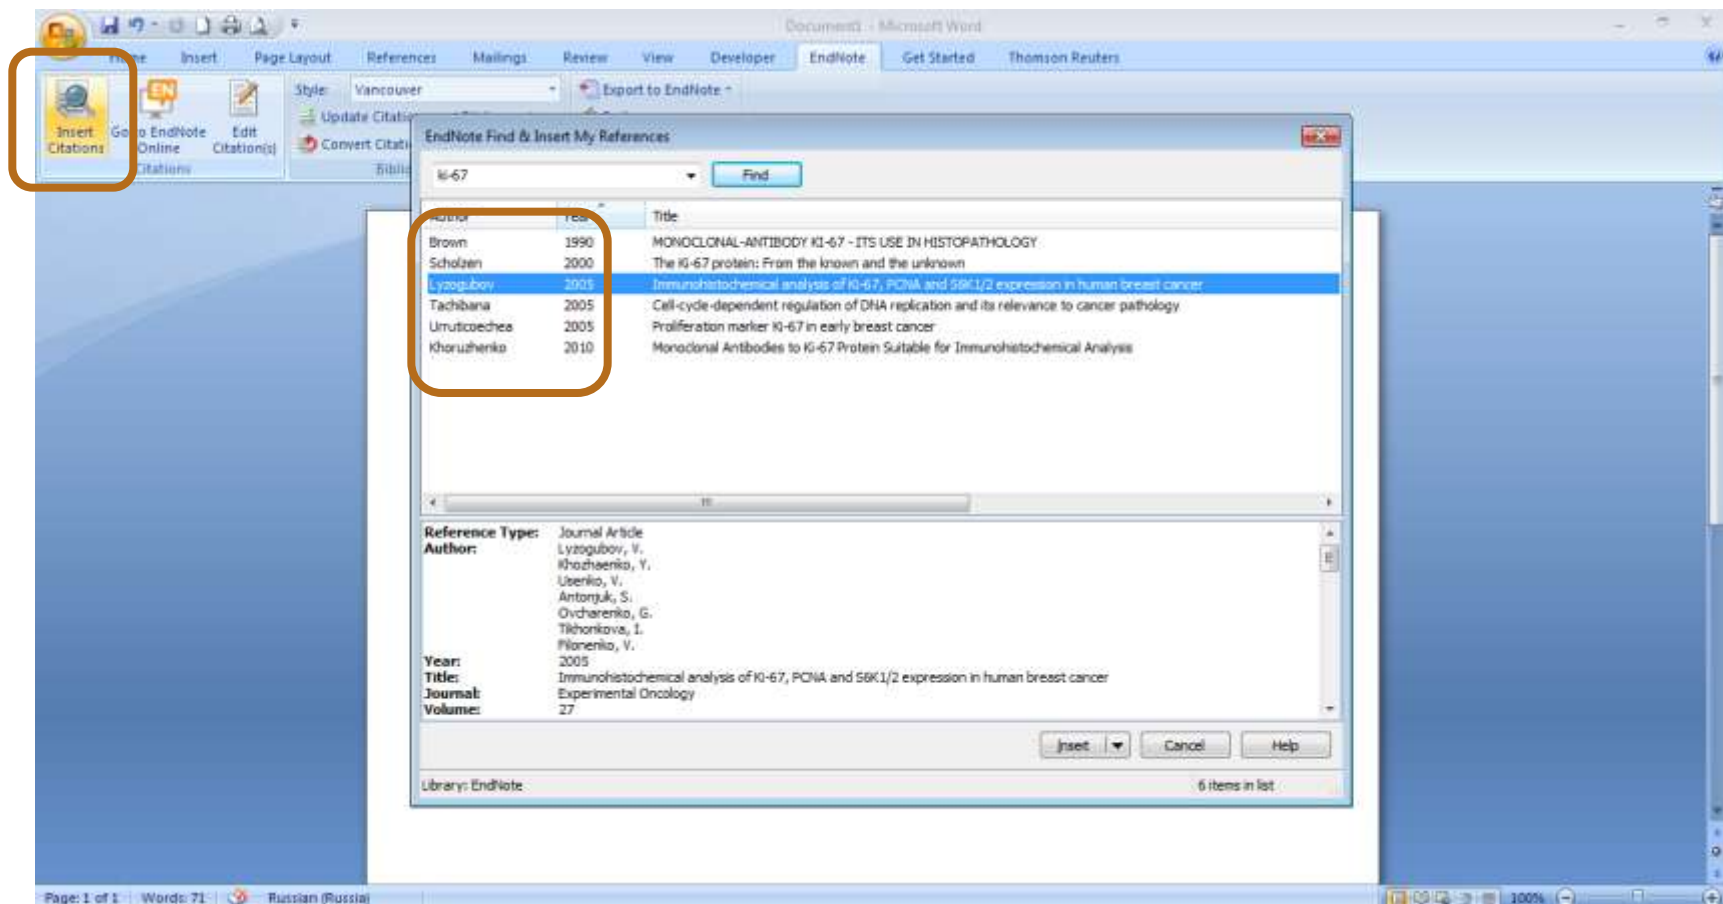 Document1 - Microsoft Word
Home Insert Page Layout References Mailings Review View Developer EndNote Get Started Thomson Reuters
Style: Vancouver Export to EndNote
Insert Citations
Go to EndNote Online
Edit Citation(s)
Update Citatio
Convert Citati
Citations Biblio
EndNote Find & Insert My References
ki-67 Find
Author Year Title
Brown 1990 MONOCLONAL-ANTIBODY KI-67 - ITS USE IN HISTOPATHOLOGY
Scholzen 2000 The Ki-67 protein: From the known and the unknown
Lyzogubov 2005 Immunohistochemical analysis of Ki-67, PCNA and S6K1/2 expression in human breast cancer
Tachibana 2005 Cell-cycle-dependent regulation of DNA replication and its relevance to cancer pathology
Urruticoechea 2005 Proliferation marker Ki-67 in early breast cancer
Khoruzhenko 2010 Monoclonal Antibodies to Ki-67 Protein Suitable for Immunohistochemical Analysis
Reference Type: Journal Article
Author: Lyzogubov, V.
Khozhaenko, Y.
Usenko, V.
Antonjuk, S.
Ovcharenko, G.
Tikhonkova, I.
Filonenko, V.
Year: 2005
Title: Immunohistochemical analysis of Ki-67, PCNA and S6K1/2 expression in human breast cancer
Journal: Experimental Oncology
Volume: 27
Insert Cancel Help
Library: EndNote 6 items in list
Page: 1 of 1 Words: 71 Russian (Russia) 100%